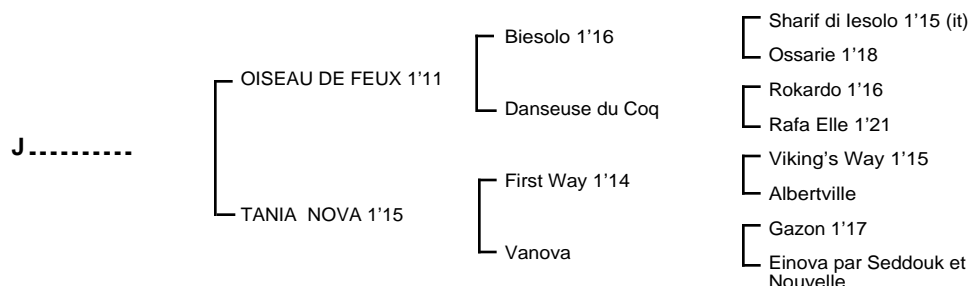 J----------
OISEAU DE FEUX 1’11
TANIA NOVA 1’15
Biesolo 1’16
Danseuse du Coq
First Way 1’14
Vanova
Sharif di Iesolo 1’15 (it)
Ossarie 1’18
Rokardo 1’16
Rafa Elle 1’21
Viking’s Way 1’15
Albertville
Gazon 1’17
Einova par Seddouk et
Nouvelle